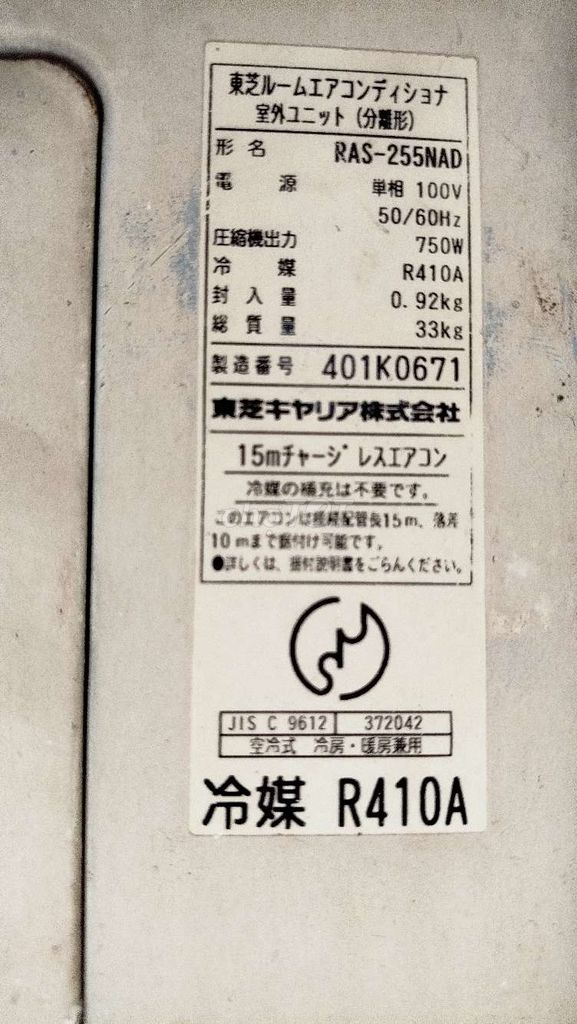 東芝ルームエアコンディショナ
室外ユニット(分離形)
形名 RAS-255NAD
電源 単相 100V
50/60Hz
圧縮機出力 750W
冷媒 R410A
封入量 0.92kg
総質量 33kg
製造番号 401K0671
東芝キヤリア株式会社
15mチャージレスエアコン
冷媒の補充は不要です。
このエアコンは接続配管長15m、落差
10mまで据付け可能です。
●詳しくは、据付説明書をごらんください。
JIS C 9612 372042
空冷式 冷房・暖房兼用
冷媒 R410A